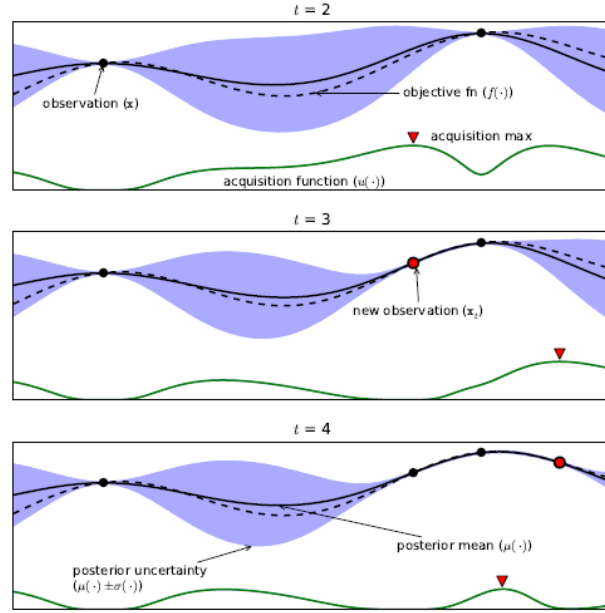 t = 2
observation (x)
objective fn (f(·))
acquisition max
acquisition function (u(·))
t = 3
new observation (xₜ)
t = 4
posterior mean (μ(·))
posterior uncertainty
(μ(·) ±σ(·))